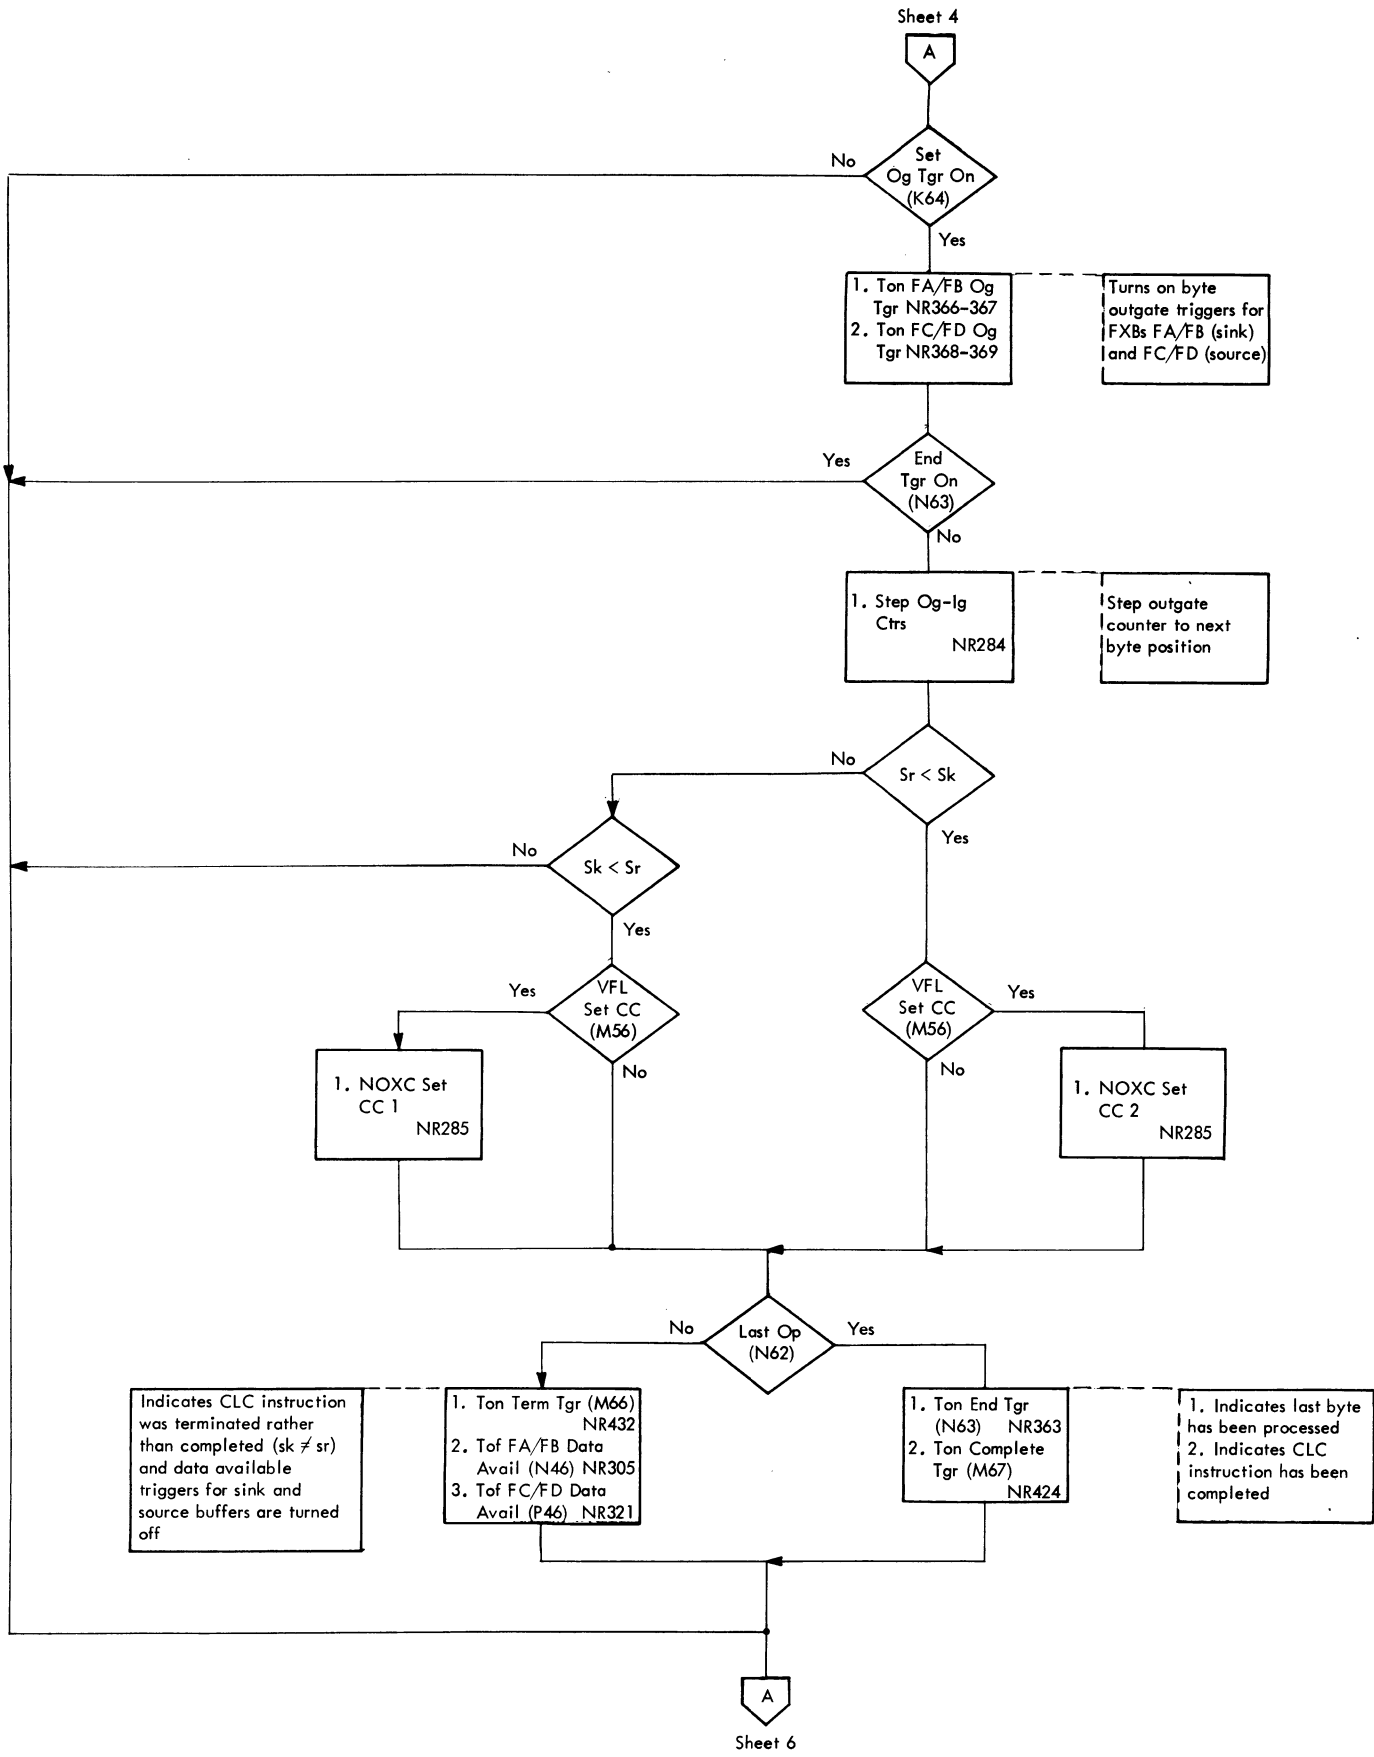 Sheet 4
A
No
Set
Og Tgr On
(K64)
Yes
1. Ton FA/FB Og
Tgr NR366-367
2. Ton FC/FD Og
Tgr NR368-369
Turns on byte
outgate triggers for
FXBs FA/FB (sink)
and FC/FD (source)
Yes
End
Tgr On
(N63)
No
1. Step Og-Ig
Ctrs
NR284
Step outgate
counter to next
byte position
No
Sr < Sk
Yes
No
Sk < Sr
Yes
Yes
VFL
Set CC
(M56)
No
VFL
Set CC
(M56)
Yes
No
1. NOXC Set
CC 1
NR285
1. NOXC Set
CC 2
NR285
No
Last Op
(N62)
Yes
Indicates CLC instruction
was terminated rather
than completed (sk ≠ sr)
and data available
triggers for sink and
source buffers are turned
off
1. Ton Term Tgr (M66)
NR432
2. Tof FA/FB Data
Avail (N46) NR305
3. Tof FC/FD Data
Avail (P46) NR321
1. Ton End Tgr
(N63) NR363
2. Ton Complete
Tgr (M67)
NR424
1. Indicates last byte
has been processed
2. Indicates CLC
instruction has been
completed
A
Sheet 6